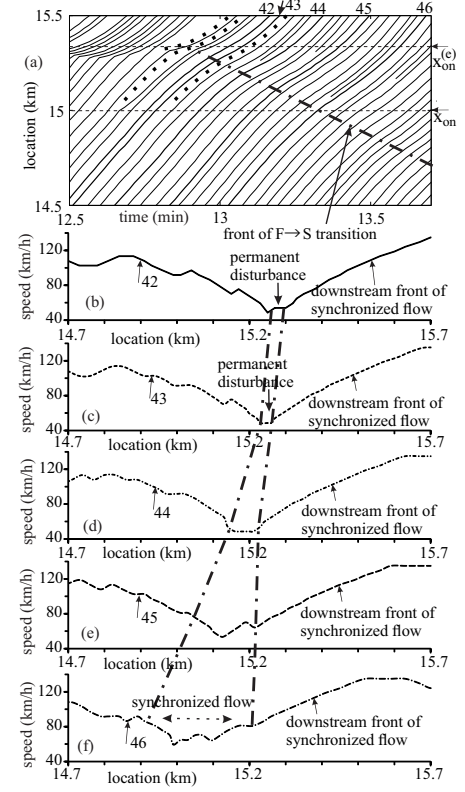 42 43 44 45 46
15.5
(a)
x_on^(e)
location (km)
15
x_on
14.5
12.5 13 13.5
time (min)
front of F→S transition
120
80
40
speed (km/h)
permanent
disturbance
42
(b)
downstream front of
synchronized flow
location (km) 15.2 15.7
120
80
40
speed (km/h)
permanent
disturbance
43
(c)
downstream front of
synchronized flow
14.7 15.2 15.7
location (km)
120
80
40
speed (km/h)
44
(d)
downstream front of
synchronized flow
14.7 15.2 15.7
location (km)
120
80
40
speed (km/h)
45
(e)
downstream front of
synchronized flow
14.7 15.2 15.7
location (km)
120
80
40
speed (km/h)
synchronized flow
46
(f)
downstream front of
synchronized flow
14.7 15.2 15.7
location (km)